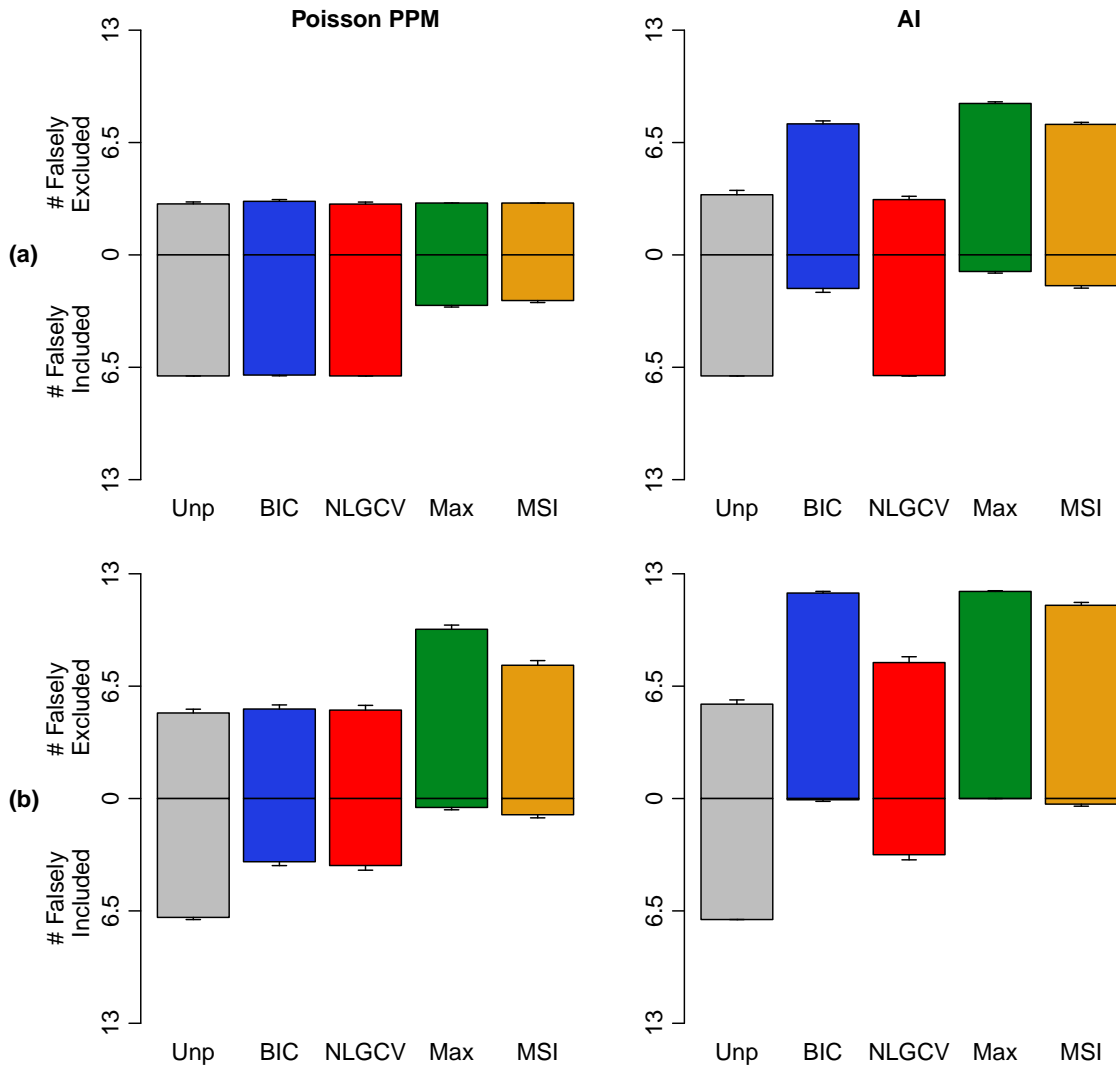 Poisson PPM
AI
(a)
# Falsely
Excluded
# Falsely
Included
13
6.5
0
6.5
13
Unp BIC NLGCV Max MSI
13
6.5
0
6.5
13
Unp BIC NLGCV Max MSI
(b)
# Falsely
Excluded
# Falsely
Included
13
6.5
0
6.5
13
Unp BIC NLGCV Max MSI
13
6.5
0
6.5
13
Unp BIC NLGCV Max MSI